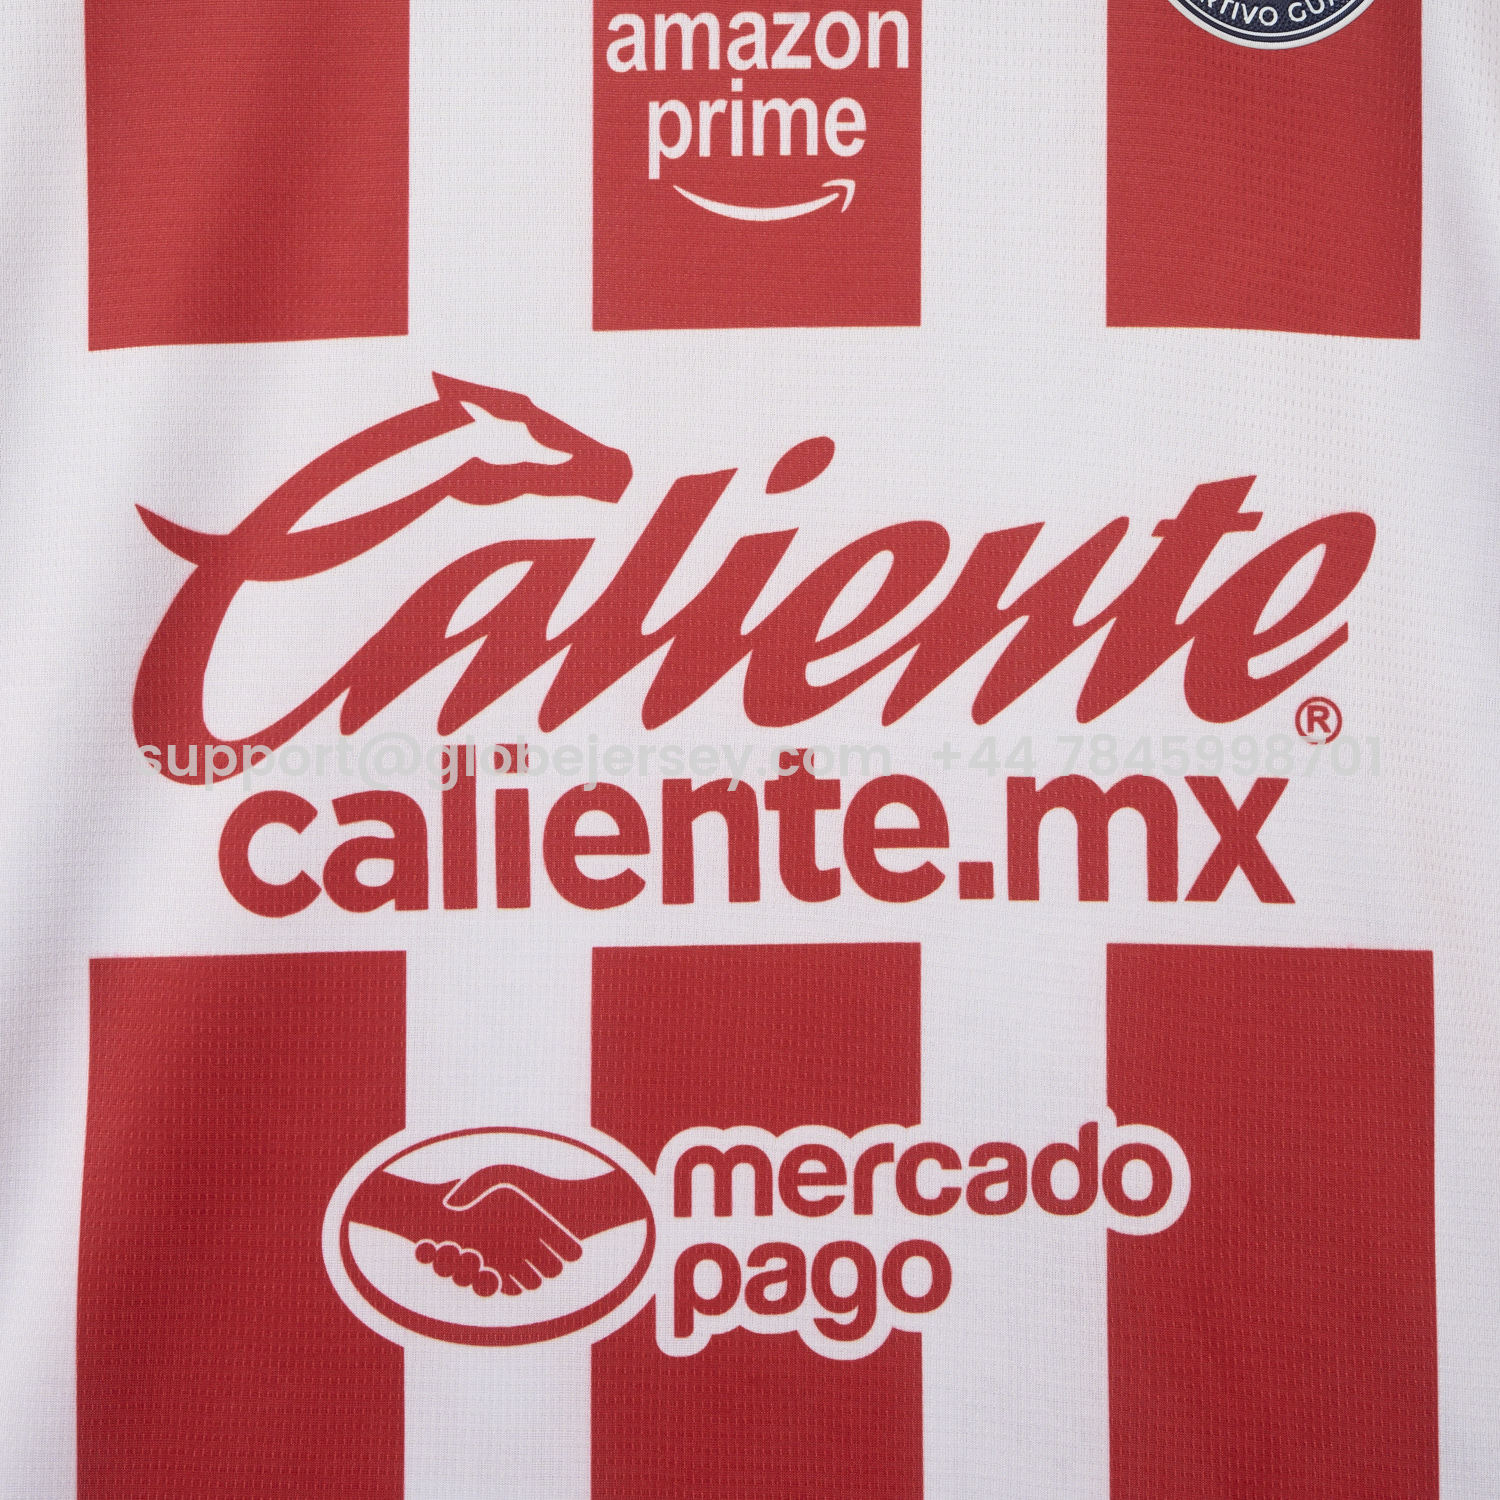 amazon
prime
Caliente®
support@globejersey.com +44 7845998701
caliente.mx
mercado
pago